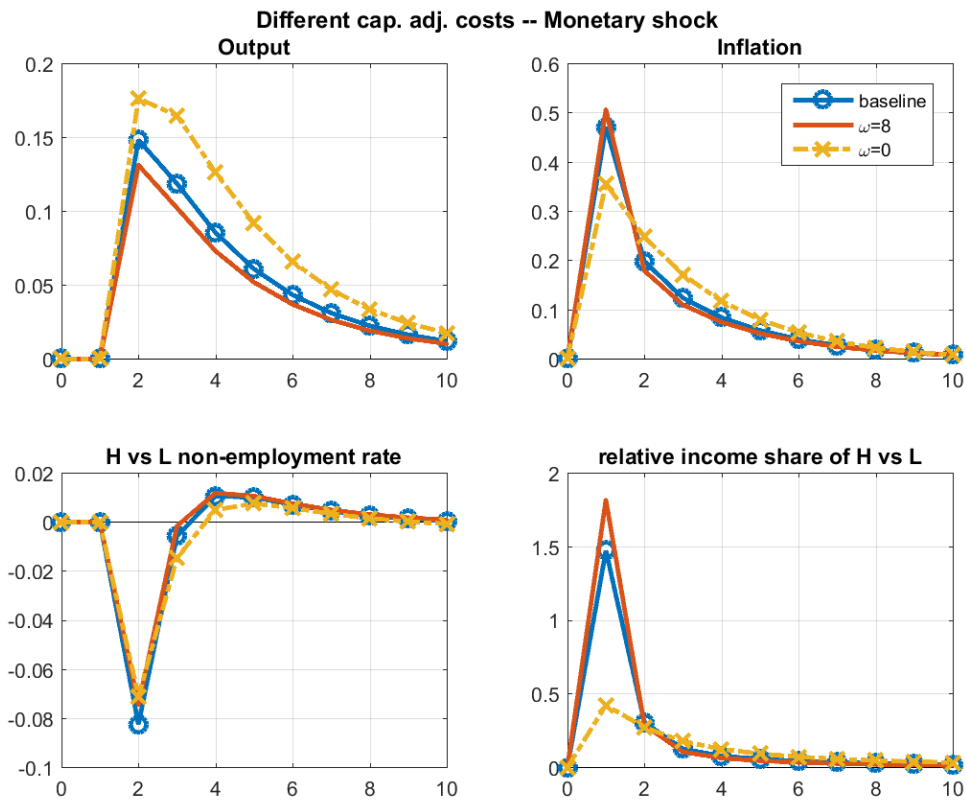 Different cap. adj. costs -- Monetary shock
Output
0.2
0.15
0.1
0.05
0
0 2 4 6 8 10
Inflation
0.6
0.5
0.4
0.3
0.2
0.1
0
0 2 4 6 8 10
baseline
ω=8
ω=0
H vs L non-employment rate
0.02
0
-0.02
-0.04
-0.06
-0.08
-0.1
0 2 4 6 8 10
relative income share of H vs L
2
1.5
1
0.5
0
0 2 4 6 8 10